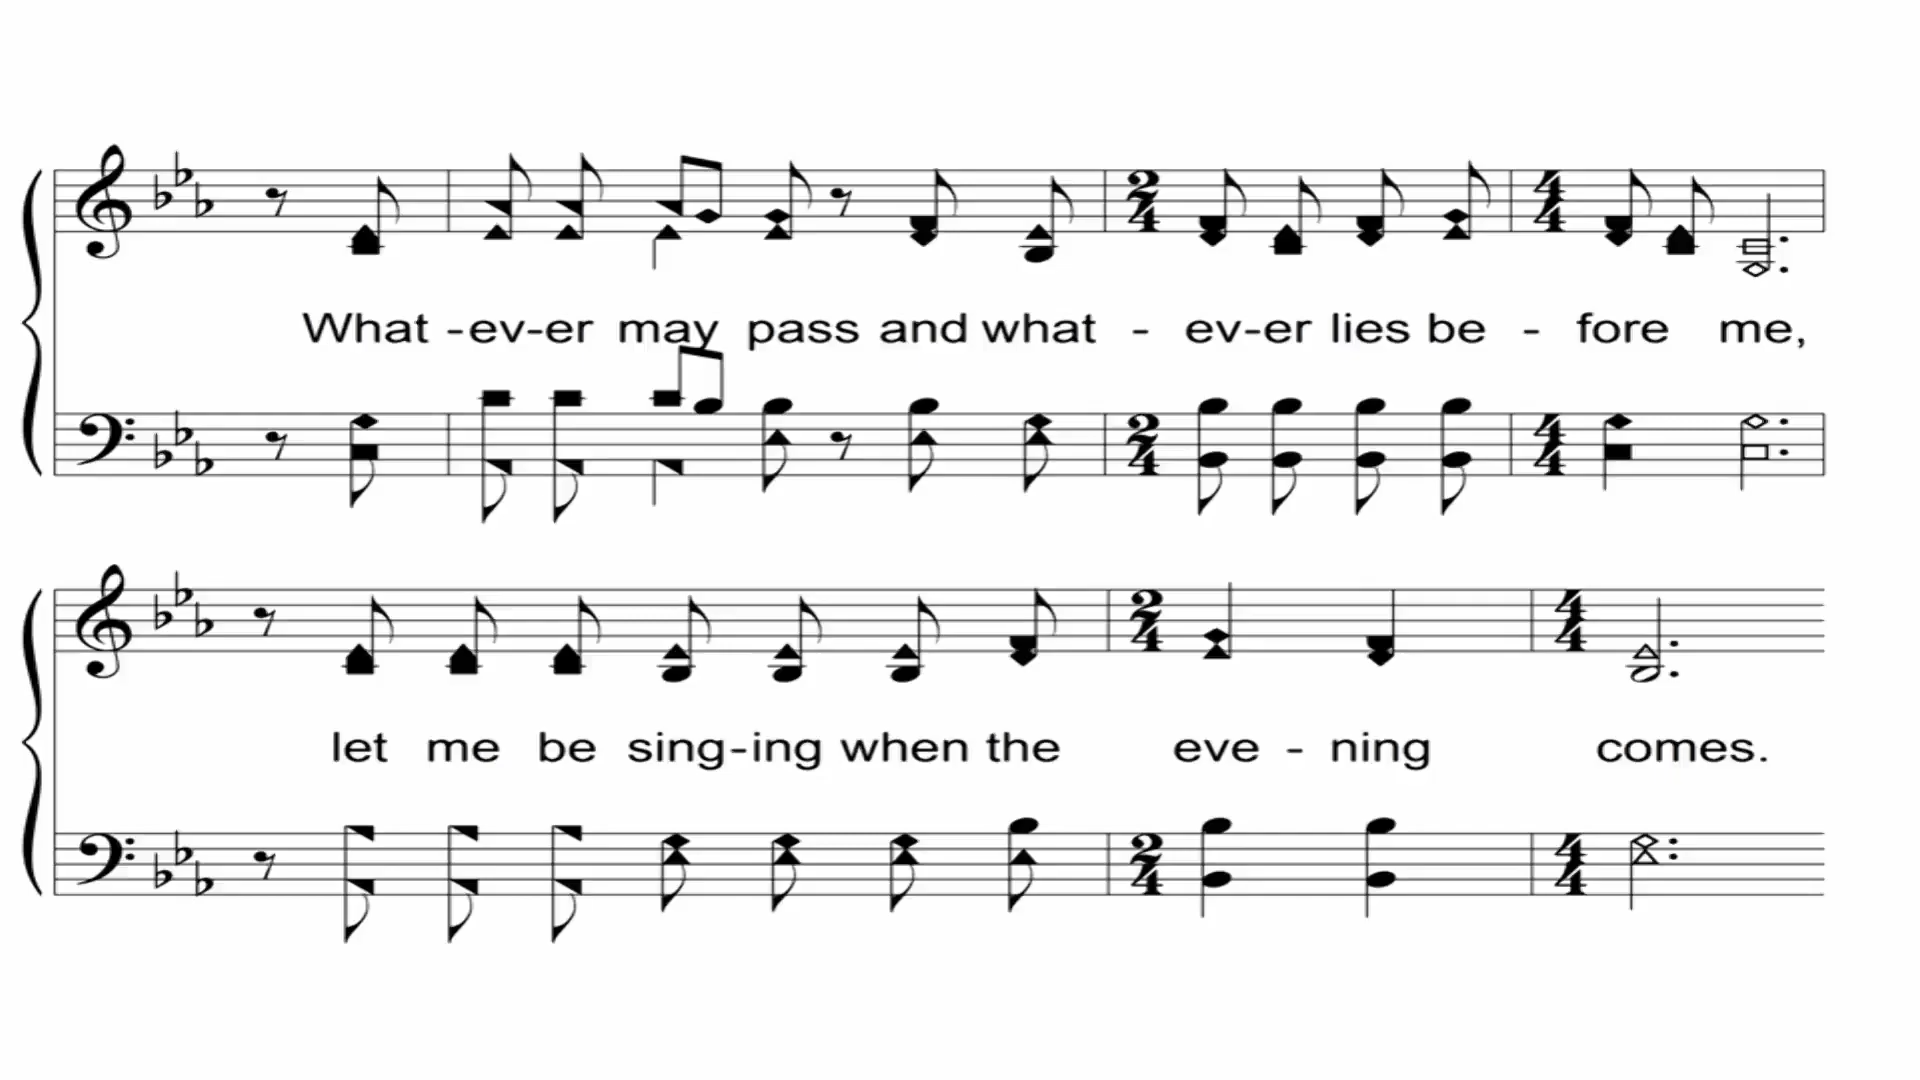 What - ev - er may pass and what - ev - er lies be - fore me,
let me be sing - ing when the eve - ning comes.